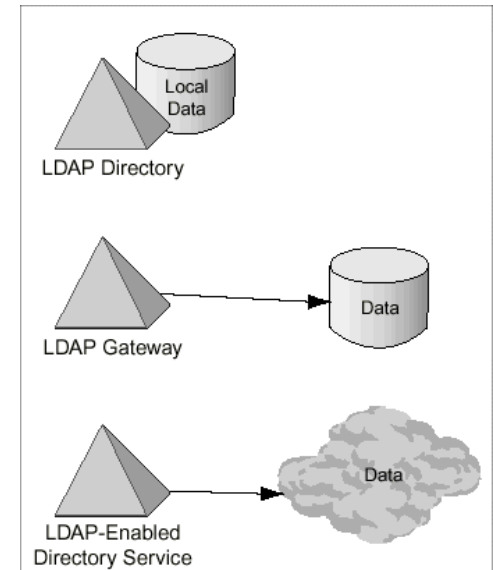 Local
Data
LDAP Directory
Data
LDAP Gateway
Data
LDAP-Enabled
Directory Service